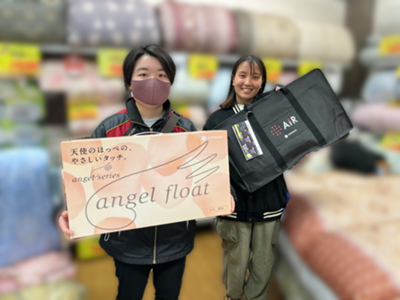 天使のほっぺの、
やさしいタッチ。
angel series
angel float
AiR